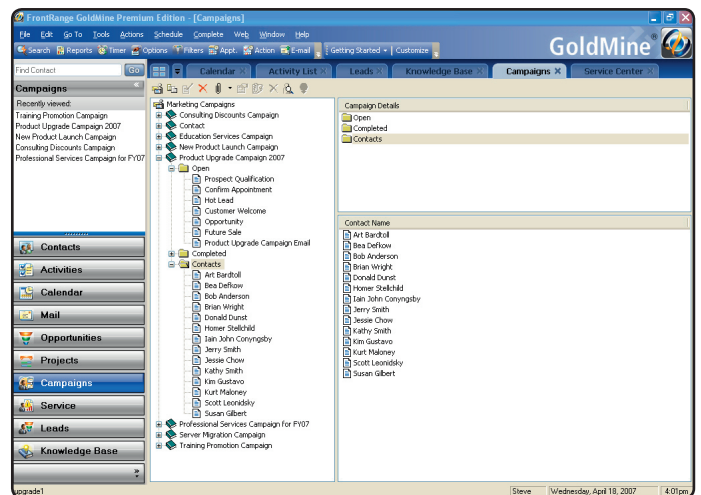 FrontRange GoldMine Premium Edition - [Campaigns]
File Edit Go To Tools Actions Schedule Complete Web Window Help
Search Reports Timer Options Filters Appt. Action E-mail Getting Started Customize
GoldMine®
Find Contact Go
Calendar Activity List Leads Knowledge Base Campaigns Service Center
Campaigns
Recently viewed:
Training Promotion Campaign
Product Upgrade Campaign 2007
New Product Launch Campaign
Consulting Discounts Campaign
Professional Services Campaign for FY07
Contacts
Activities
Calendar
Mail
Opportunities
Projects
Campaigns
Service
Leads
Knowledge Base
Marketing Campaigns
Consulting Discounts Campaign
Contact
Education Services Campaign
New Product Launch Campaign
Product Upgrade Campaign 2007
Open
Prospect Qualification
Confirm Appointment
Hot Lead
Customer Welcome
Opportunity
Future Sale
Product Upgrade Campaign Email
Completed
Contacts
Art Bardtoll
Bea Defkow
Bob Anderson
Brian Wright
Donald Dunst
Homer Stellchild
Iain John Conyngsby
Jerry Smith
Jessie Chow
Kathy Smith
Kim Gustavo
Kurt Maloney
Scott Leonidsky
Susan Gilbert
Professional Services Campaign for FY07
Server Migration Campaign
Training Promotion Campaign
Campaign Details
Open
Completed
Contacts
Contact Name
Art Bardtoll
Bea Defkow
Bob Anderson
Brian Wright
Donald Dunst
Homer Stellchild
Iain John Conyngsby
Jerry Smith
Jessie Chow
Kathy Smith
Kim Gustavo
Kurt Maloney
Scott Leonidsky
Susan Gilbert
upgrade1 Steve Wednesday, April 18, 2007 4:01pm